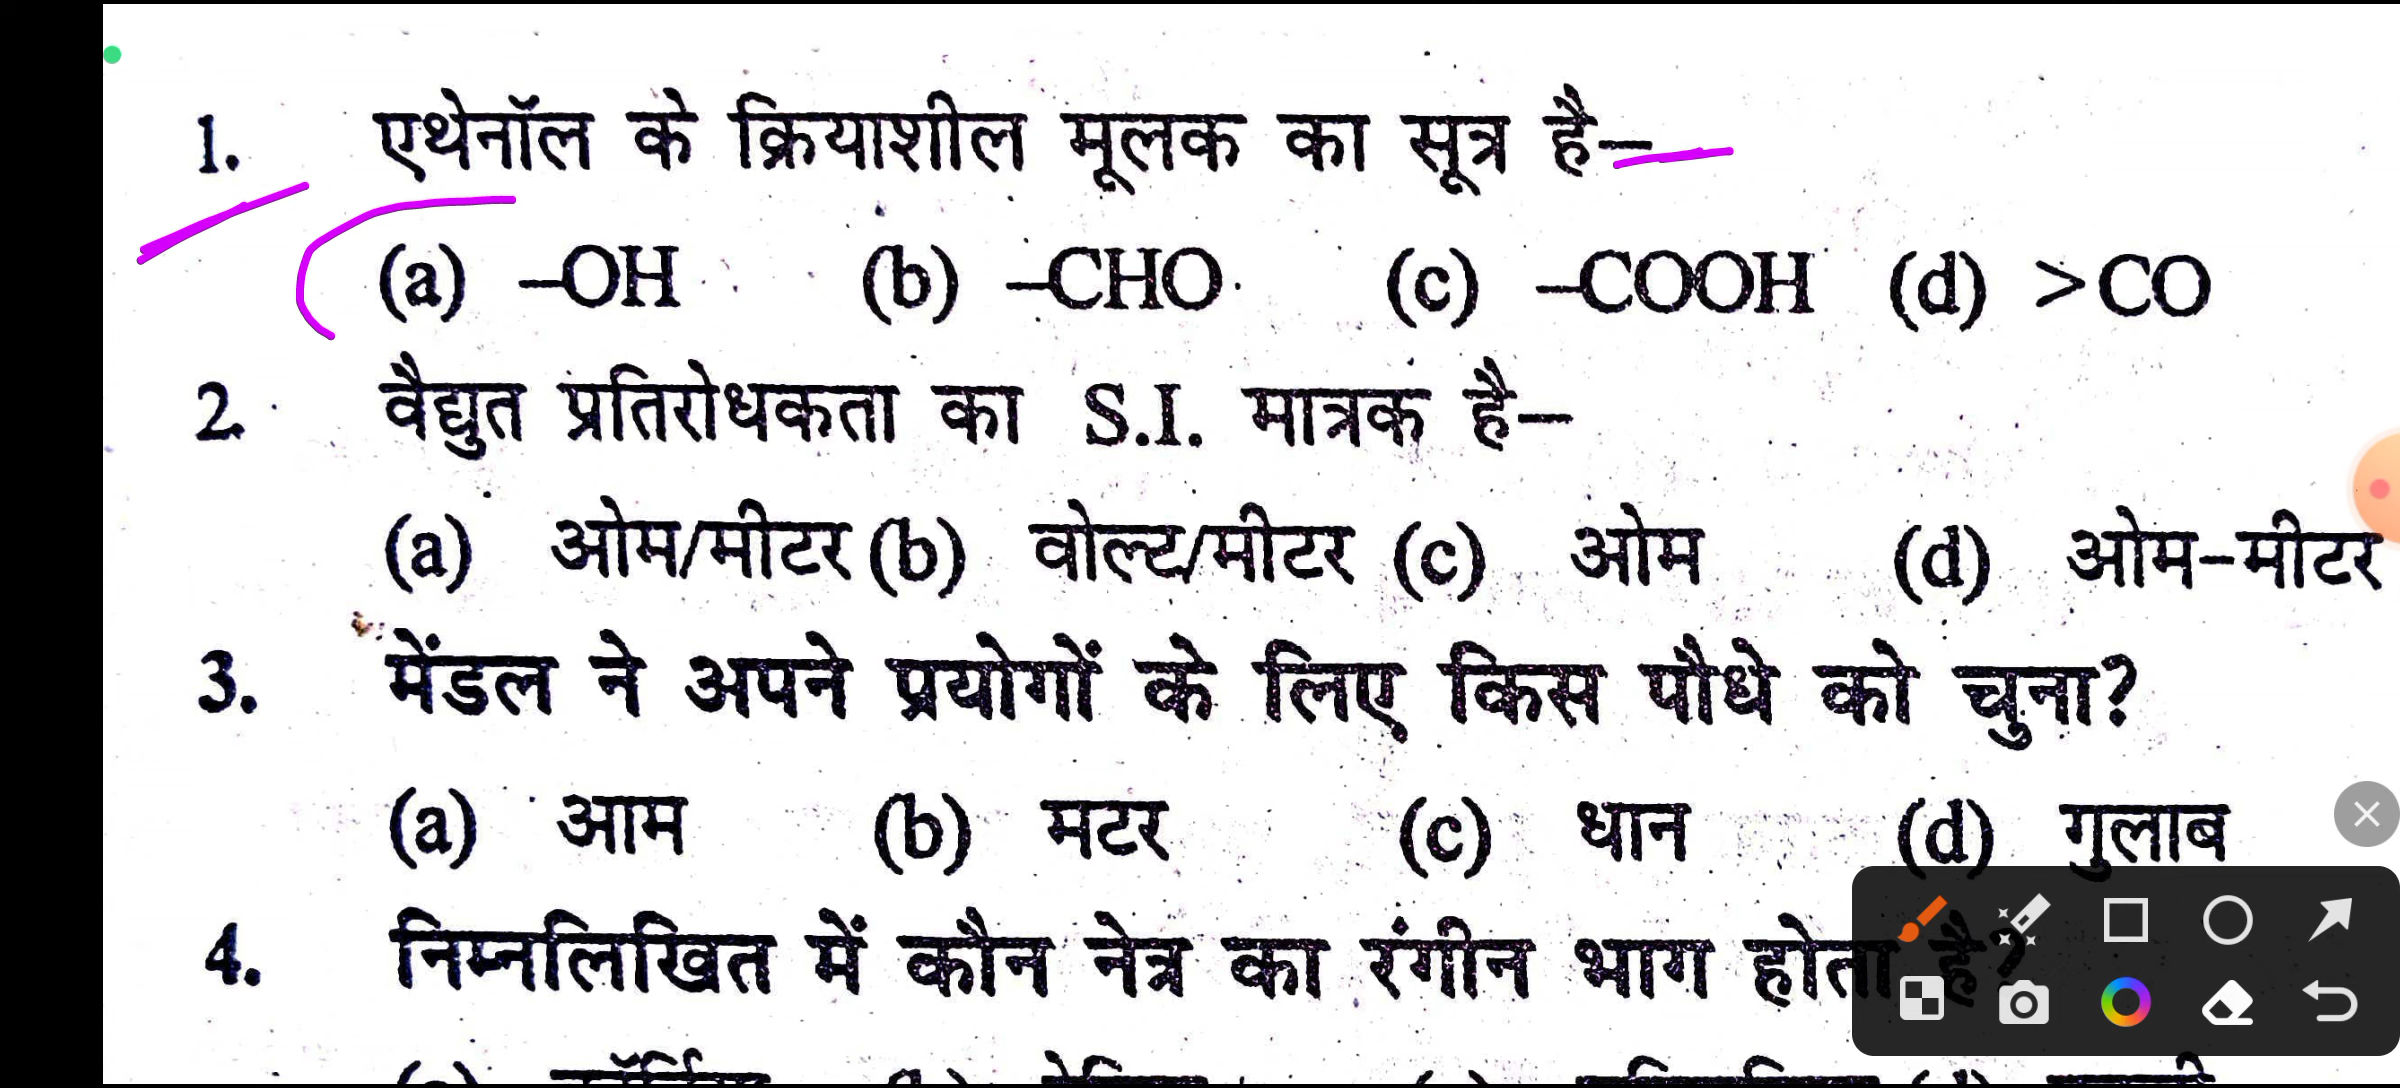 1. एथेनॉल के क्रियाशील मूलक का सूत्र है–
(a) –OH (b) –CHO (c) –COOH (d) >CO
2. वैद्युत प्रतिरोधकता का S.I. मात्रक है–
(a) ओम/मीटर (b) वोल्ट/मीटर (c) ओम (d) ओम-मीटर
3. मेंडल ने अपने प्रयोगों के लिए किस पौधे को चुना?
(a) आम (b) मटर (c) धान (d) गुलाब
4. निम्नलिखित में कौन नेत्र का रंगीन भाग होता है?